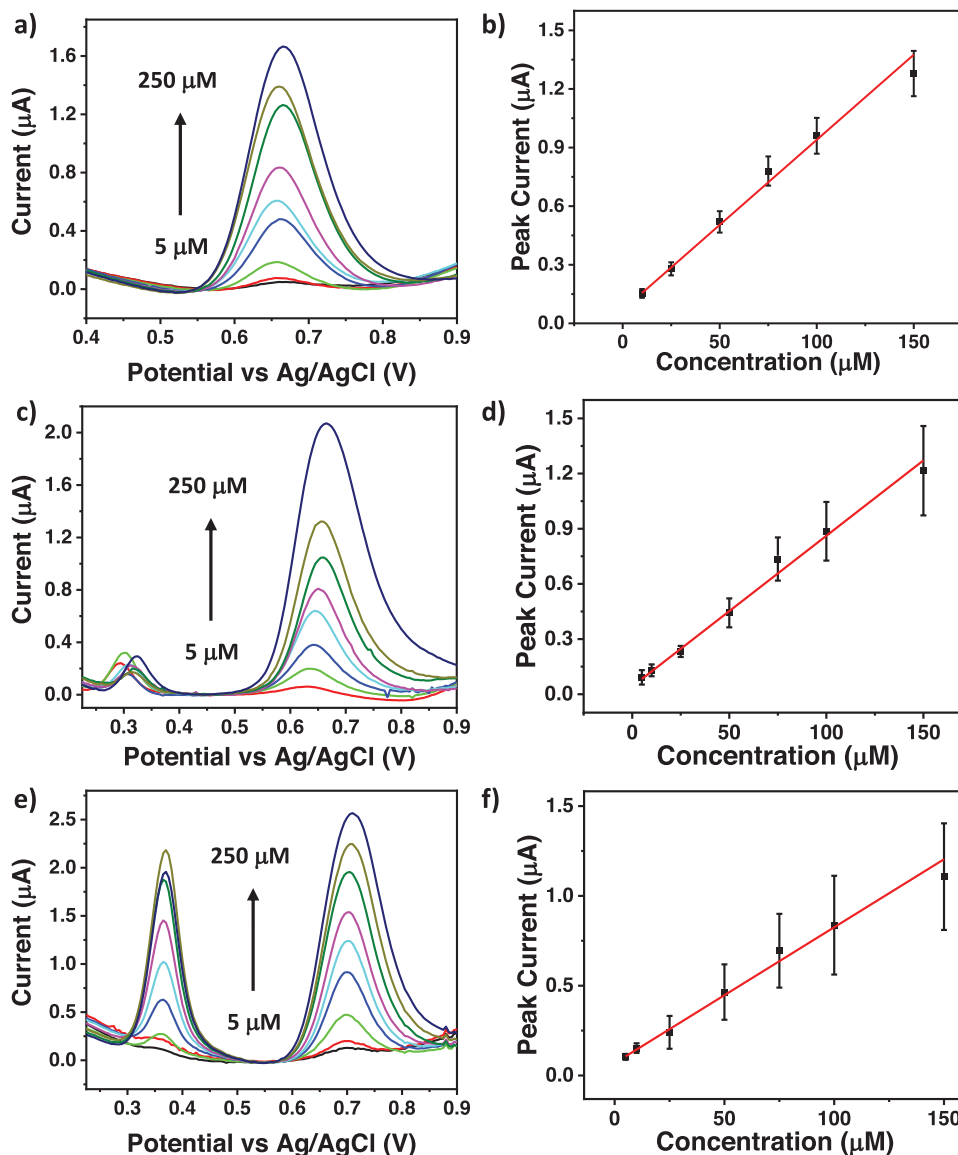 a)
Current (μA)
1.6
1.2
0.8
0.4
0.0
250 μM
5 μM
0.4 0.5 0.6 0.7 0.8 0.9
Potential vs Ag/AgCl (V)
b)
Peak Current (μA)
1.5
1.2
0.9
0.6
0.3
0.0
0 50 100 150
Concentration (μM)
c)
Current (μA)
2.0
1.6
1.2
0.8
0.4
0.0
250 μM
5 μM
0.3 0.4 0.5 0.6 0.7 0.8 0.9
Potential vs Ag/AgCl (V)
d)
Peak Current (μA)
1.5
1.2
0.9
0.6
0.3
0.0
0 50 100 150
Concentration (μM)
e)
Current (μA)
2.5
2.0
1.5
1.0
0.5
0.0
250 μM
5 μM
0.3 0.4 0.5 0.6 0.7 0.8 0.9
Potential vs Ag/AgCl (V)
f)
Peak Current (μA)
1.5
1.0
0.5
0.0
0 50 100 150
Concentration (μM)